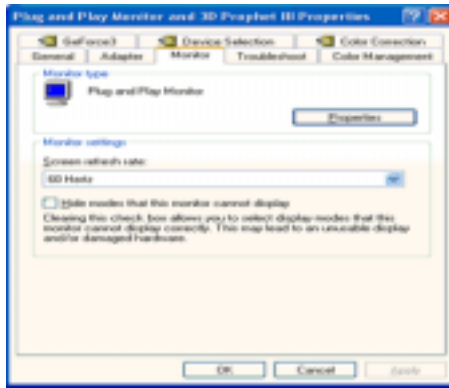 Plug and Play Monitor and 3D Prophet III Properties
GeForce3 Device Selection Color Correction
General Adapter Monitor Troubleshoot Color Management
Monitor type
Plug and Play Monitor
Properties
Monitor settings
Screen refresh rate:
60 Hertz
Hide modes that this monitor cannot display
Clearing this check box allows you to select display modes that this
monitor cannot display correctly. This may lead to an unusable display
and/or damaged hardware.
OK Cancel Apply